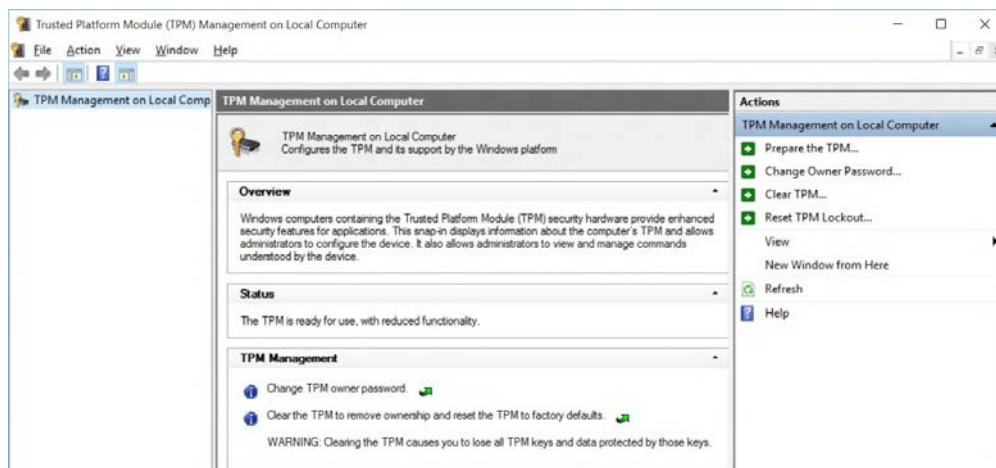 Trusted Platform Module (TPM) Management on Local Computer
File Action View Window Help
TPM Management on Local Comp
TPM Management on Local Computer
TPM Management on Local Computer
Configures the TPM and its support by the Windows platform
Overview
Windows computers containing the Trusted Platform Module (TPM) security hardware provide enhanced
security features for applications. This snap-in displays information about the computer's TPM and allows
administrators to configure the device. It also allows administrators to view and manage commands
understood by the device.
Status
The TPM is ready for use, with reduced functionality.
TPM Management
Change TPM owner password.
Clear the TPM to remove ownership and reset the TPM to factory defaults.
WARNING: Clearing the TPM causes you to lose all TPM keys and data protected by those keys.
Actions
TPM Management on Local Computer
Prepare the TPM...
Change Owner Password...
Clear TPM...
Reset TPM Lockout...
View
New Window from Here
Refresh
Help